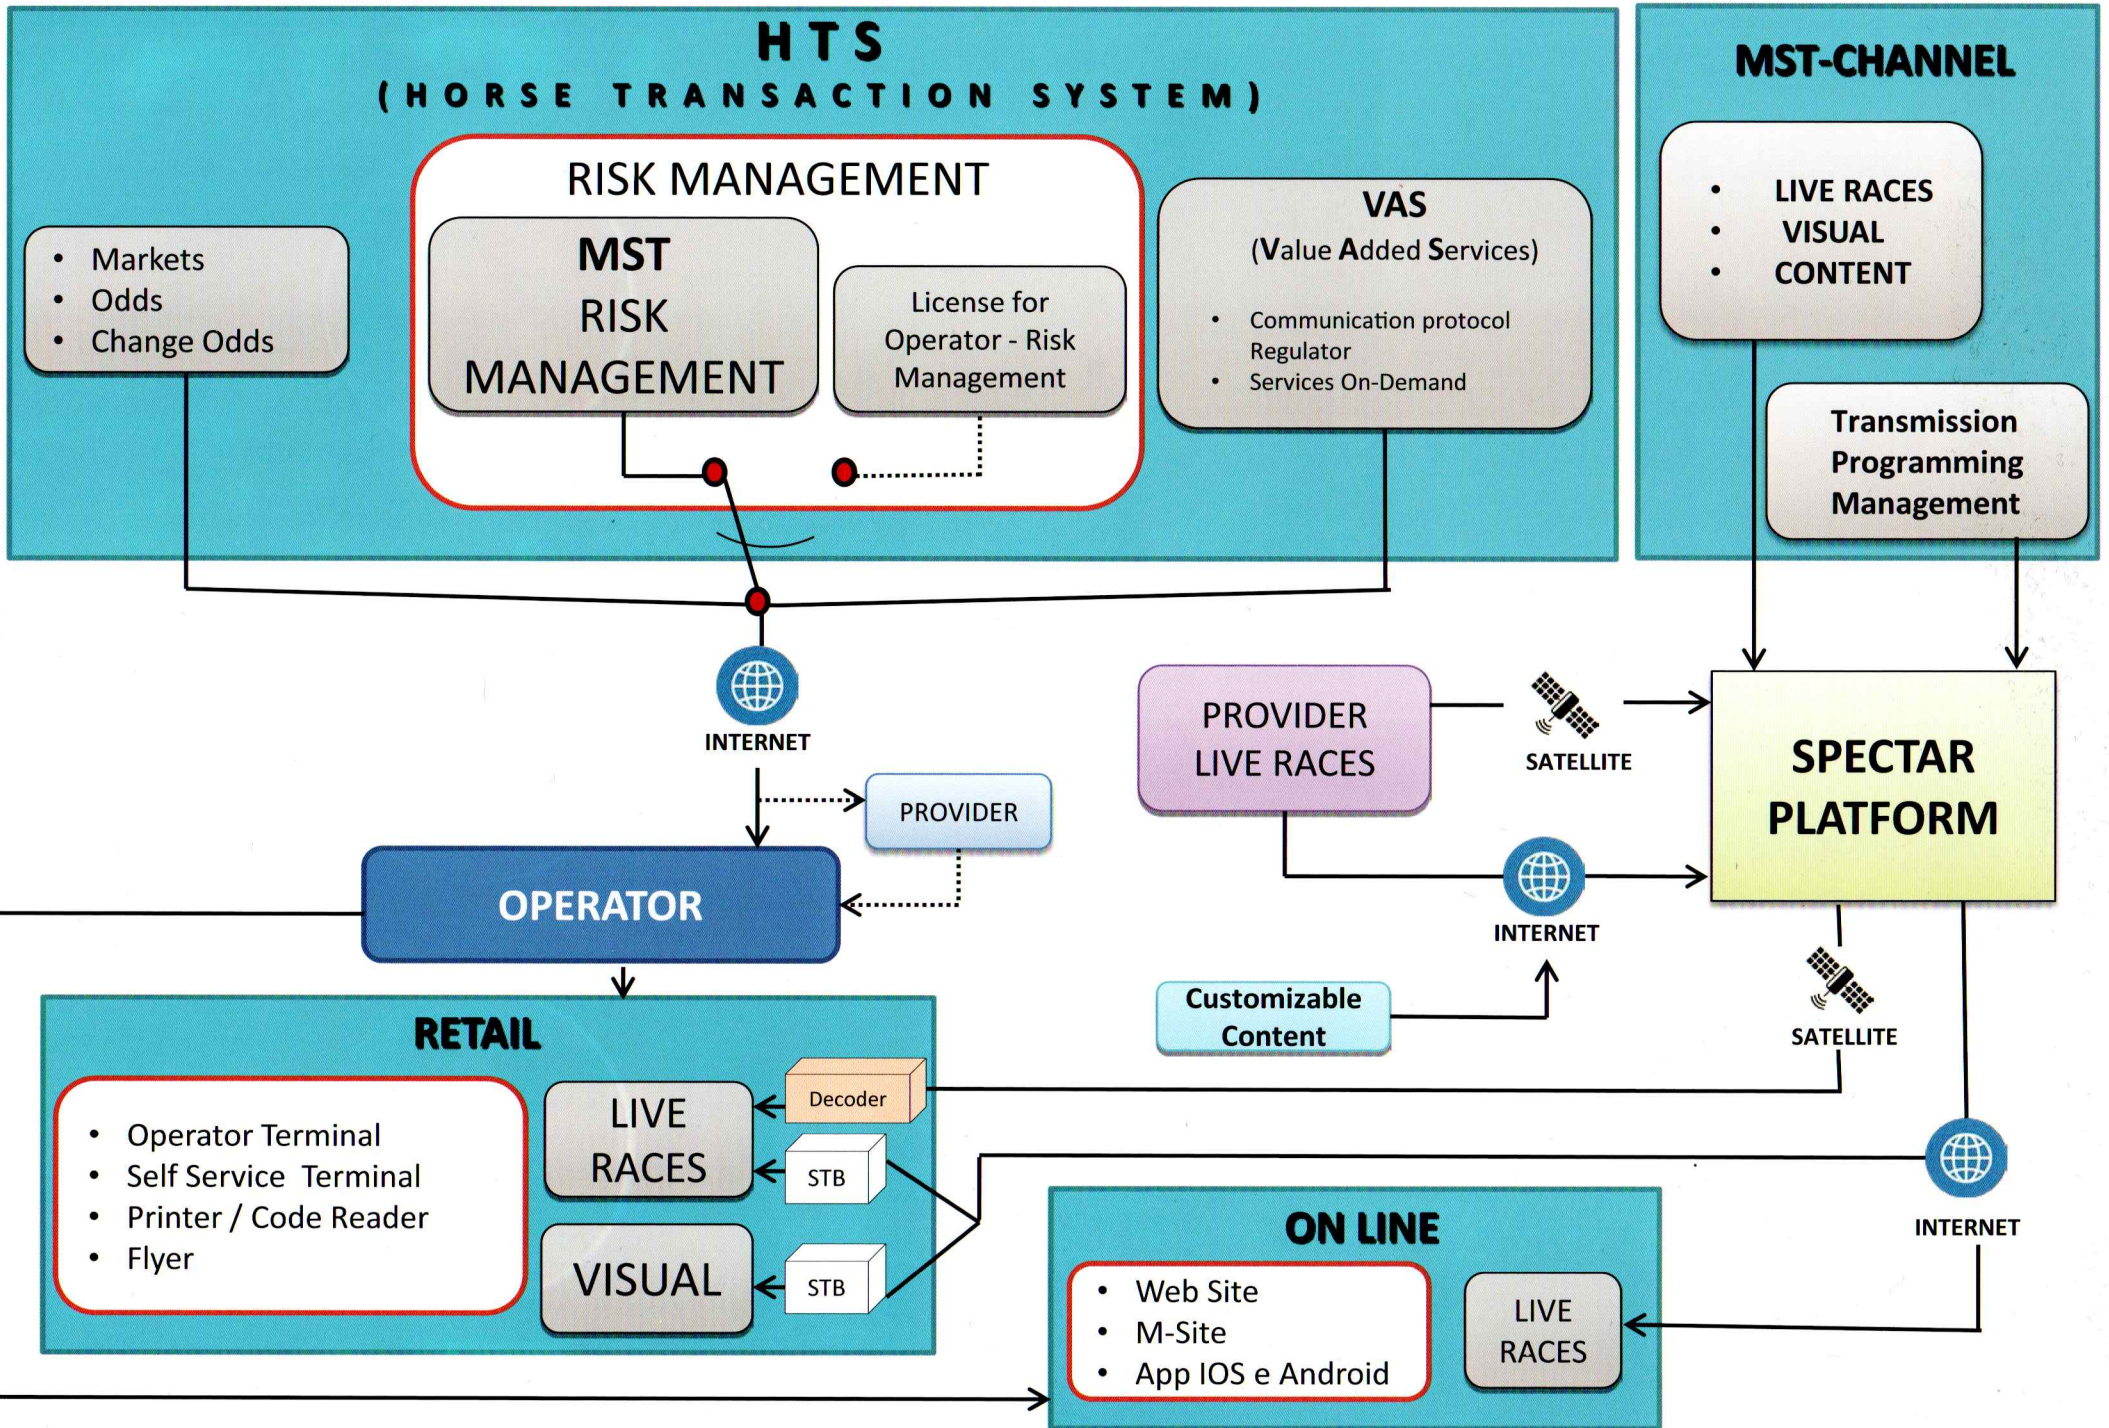 HTS
(HORSE TRANSACTION SYSTEM)
RISK MANAGEMENT
• Markets
• Odds
• Change Odds
MST
RISK
MANAGEMENT
License for
Operator - Risk
Management
VAS
(Value Added Services)
• Communication protocol
Regulator
• Services On-Demand
MST-CHANNEL
• LIVE RACES
• VISUAL
• CONTENT
Transmission
Programming
Management
INTERNET
PROVIDER
OPERATOR
PROVIDER
LIVE RACES
SATELLITE
INTERNET
Customizable
Content
SPECTAR
PLATFORM
SATELLITE
INTERNET
RETAIL
• Operator Terminal
• Self Service Terminal
• Printer / Code Reader
• Flyer
LIVE
RACES
Decoder
STB
VISUAL
STB
ON LINE
• Web Site
• M-Site
• App IOS e Android
LIVE
RACES